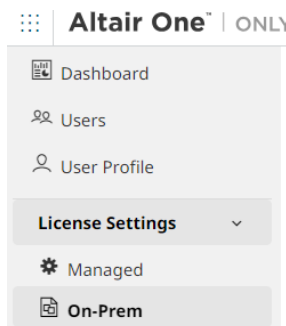 Altair One™ | ONLY
Dashboard
Users
User Profile
License Settings
Managed
On-Prem